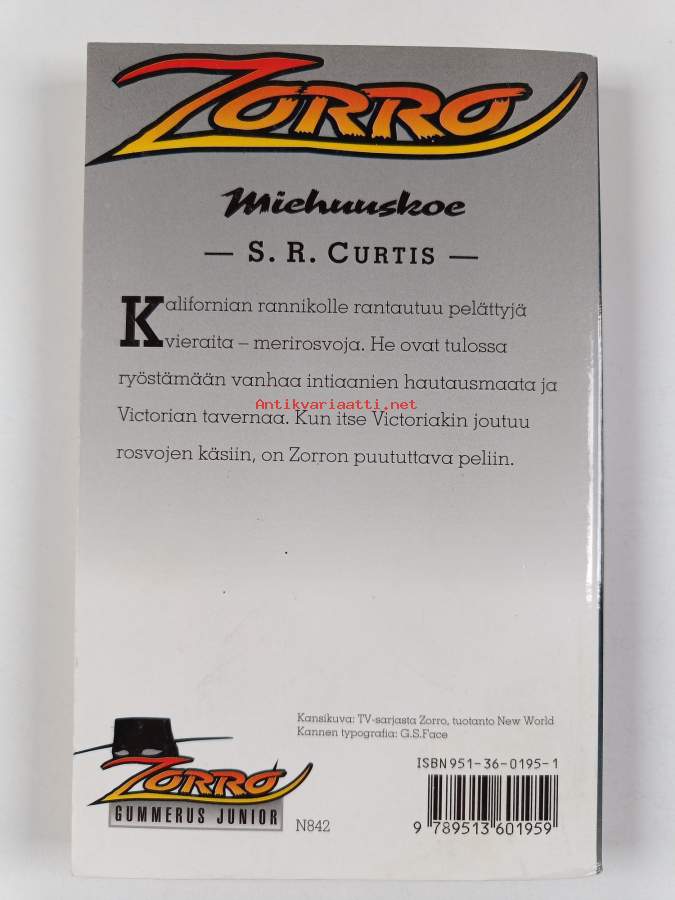 ZORRO
Miehuuskoe
— S. R. CURTIS —
Kalifornian rannikolle rantautuu pelättyjä
vieraita – merirosvoja. He ovat tulossa
ryöstämään vanhaa intiaanien hautausmaata ja
Antikvariaatti.net
Victorian tavernaa. Kun itse Victoriakin joutuu
rosvojen käsiin, on Zorron puututtava peliin.
Kansikuva: TV-sarjasta Zorro, tuotanto New World
Kannen typografia: G.S.Face
ZORRO
GUMMERUS JUNIOR
N842
ISBN 951-36-0195-1
9 789513 601959